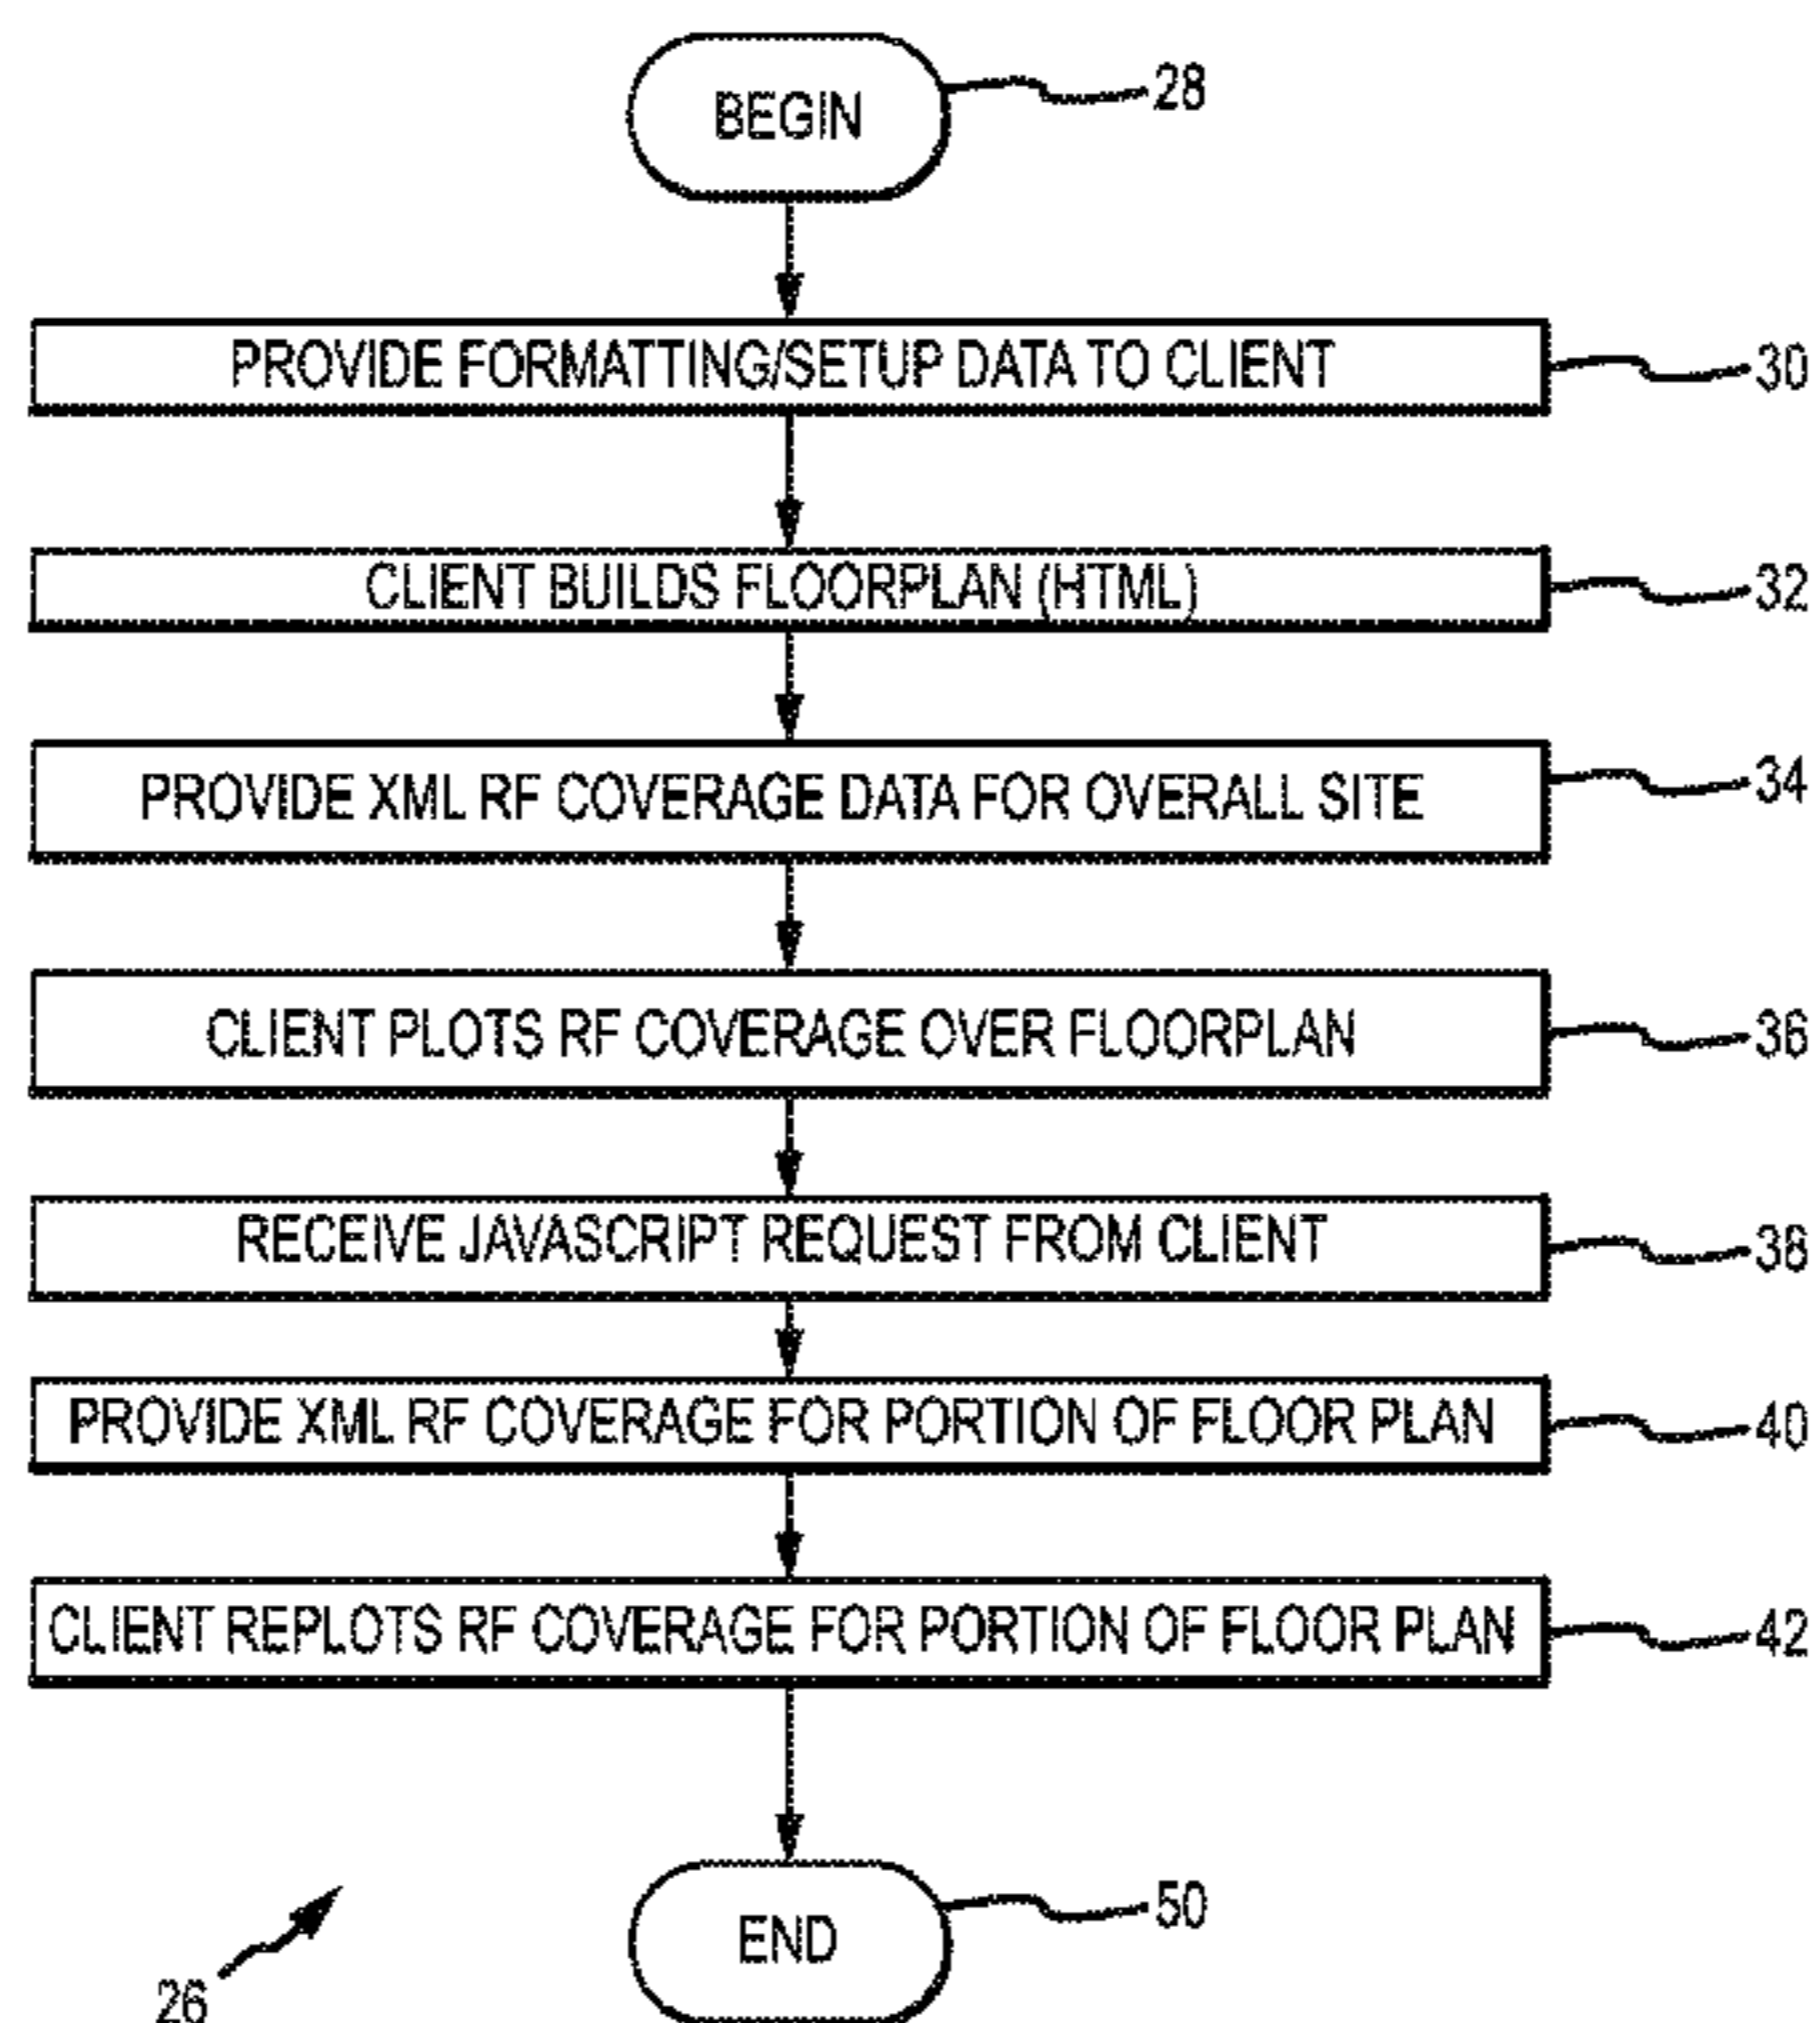 BEGIN
28
PROVIDE FORMATTING/SETUP DATA TO CLIENT
30
CLIENT BUILDS FLOORPLAN (HTML)
32
PROVIDE XML RF COVERAGE DATA FOR OVERALL SITE
34
CLIENT PLOTS RF COVERAGE OVER FLOORPLAN
36
RECEIVE JAVASCRIPT REQUEST FROM CLIENT
38
PROVIDE XML RF COVERAGE FOR PORTION OF FLOOR PLAN
40
CLIENT REPLOTS RF COVERAGE FOR PORTION OF FLOOR PLAN
42
END
50
26